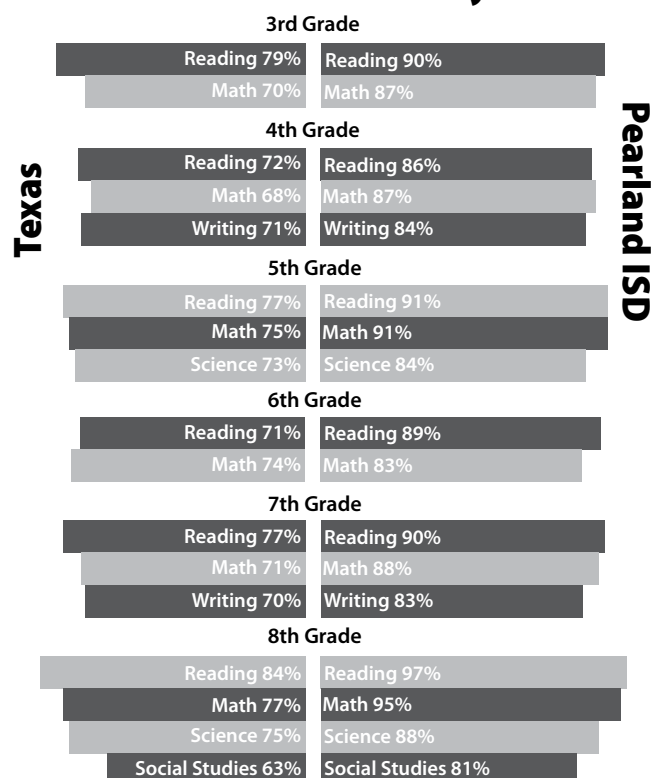 3rd Grade
Reading 79% Reading 90%
Math 70% Math 87%
4th Grade
Reading 72% Reading 86%
Math 68% Math 87%
Writing 71% Writing 84%
Texas
Pearland ISD
5th Grade
Reading 77% Reading 91%
Math 75% Math 91%
Science 73% Science 84%
6th Grade
Reading 71% Reading 89%
Math 74% Math 83%
7th Grade
Reading 77% Reading 90%
Math 71% Math 88%
Writing 70% Writing 83%
8th Grade
Reading 84% Reading 97%
Math 77% Math 95%
Science 75% Science 88%
Social Studies 63% Social Studies 81%